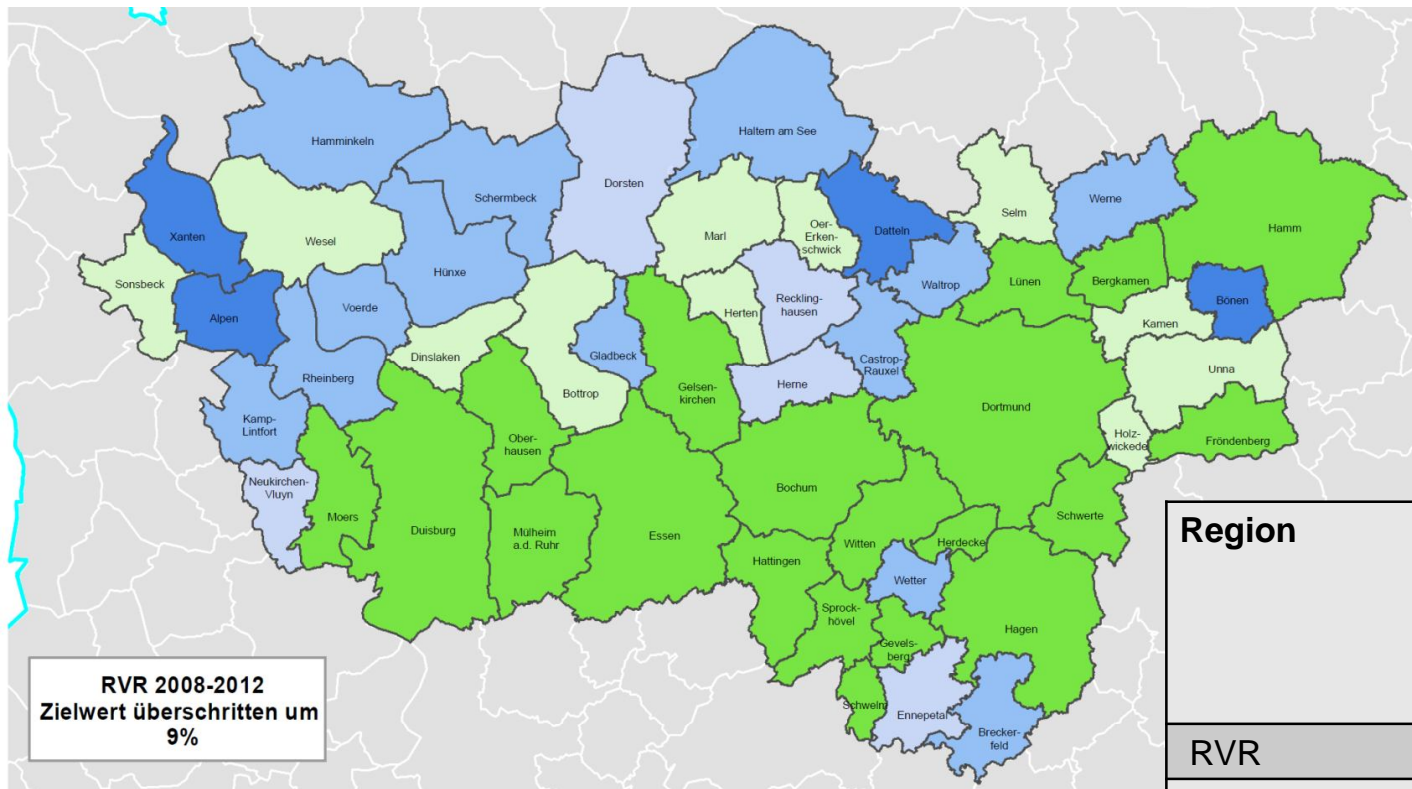 Hamminkeln
Haltern am See
Dorsten
Schermbeck
Werne
Selm
Hamm
Xanten
Wesel
Marl
Oer-
Erken-
schwick
Datteln
Hünxe
Sonsbeck
Voerde
Alpen
Reckling-
hausen
Waltrop
Lünen
Bergkamen
Bönen
Herten
Kamen
Dinslaken
Gladbeck
Castrop-
Rauxel
Unna
Rheinberg
Herne
Gelsen-
kirchen
Bottrop
Dortmund
Kamp-
Lintfort
Ober-
hausen
Holz-
wickede
Fröndenberg
Neukirchen-
Vluyn
Bochum
Moers
Duisburg
Mülheim
a.d. Ruhr
Essen
Schwerte
Witten
Herdecke
Hattingen
Wetter
Sprock-
hövel
Hagen
Gevels-
berg
Schwelm
Ennepetal
Brecker-
feld
RVR 2008-2012
Zielwert überschritten um
9%
Region
RVR